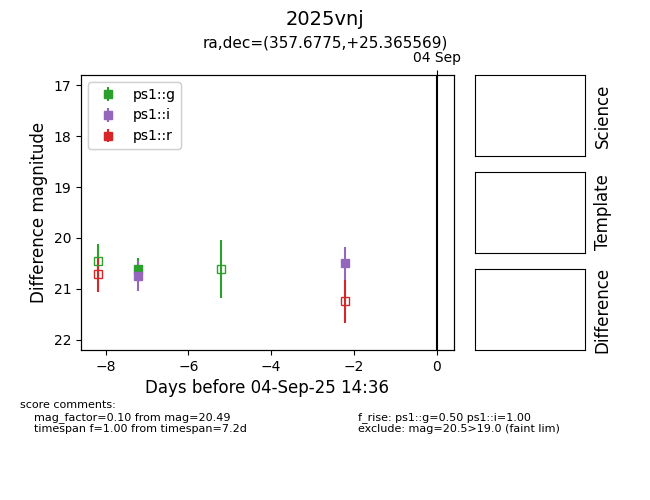 2025vnj
ra,dec=(357.6775,+25.365569)
04 Sep
17
18
19
20
21
22
Difference magnitude
ps1::g
ps1::i
ps1::r
−8
−6
−4
−2
0
Days before 04-Sep-25 14:36
Science
Template
Difference
score comments:
mag_factor=0.10 from mag=20.49
timespan f=1.00 from timespan=7.2d
f_rise: ps1::g=0.50 ps1::i=1.00
exclude: mag=20.5>19.0 (faint lim)